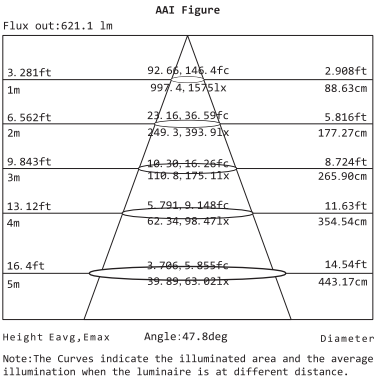 AAI Figure
Flux out:621.1 lm
3.281ft 92.66,146.4fc 2.908ft
1m 997.4,1575lx 88.63cm
6.562ft 23.16,36.59fc 5.816ft
2m 249.3,393.9lx 177.27cm
9.843ft 10.30,16.26fc 8.724ft
3m 110.8,175.1lx 265.90cm
13.12ft 5.791,9.148fc 11.63ft
4m 62.34,98.47lx 354.54cm
16.4ft 3.706,5.855fc 14.54ft
5m 39.89,63.02lx 443.17cm
Height Eavg,Emax Angle:47.8deg Diameter
Note:The Curves indicate the illuminated area and the average
illumination when the luminaire is at different distance.